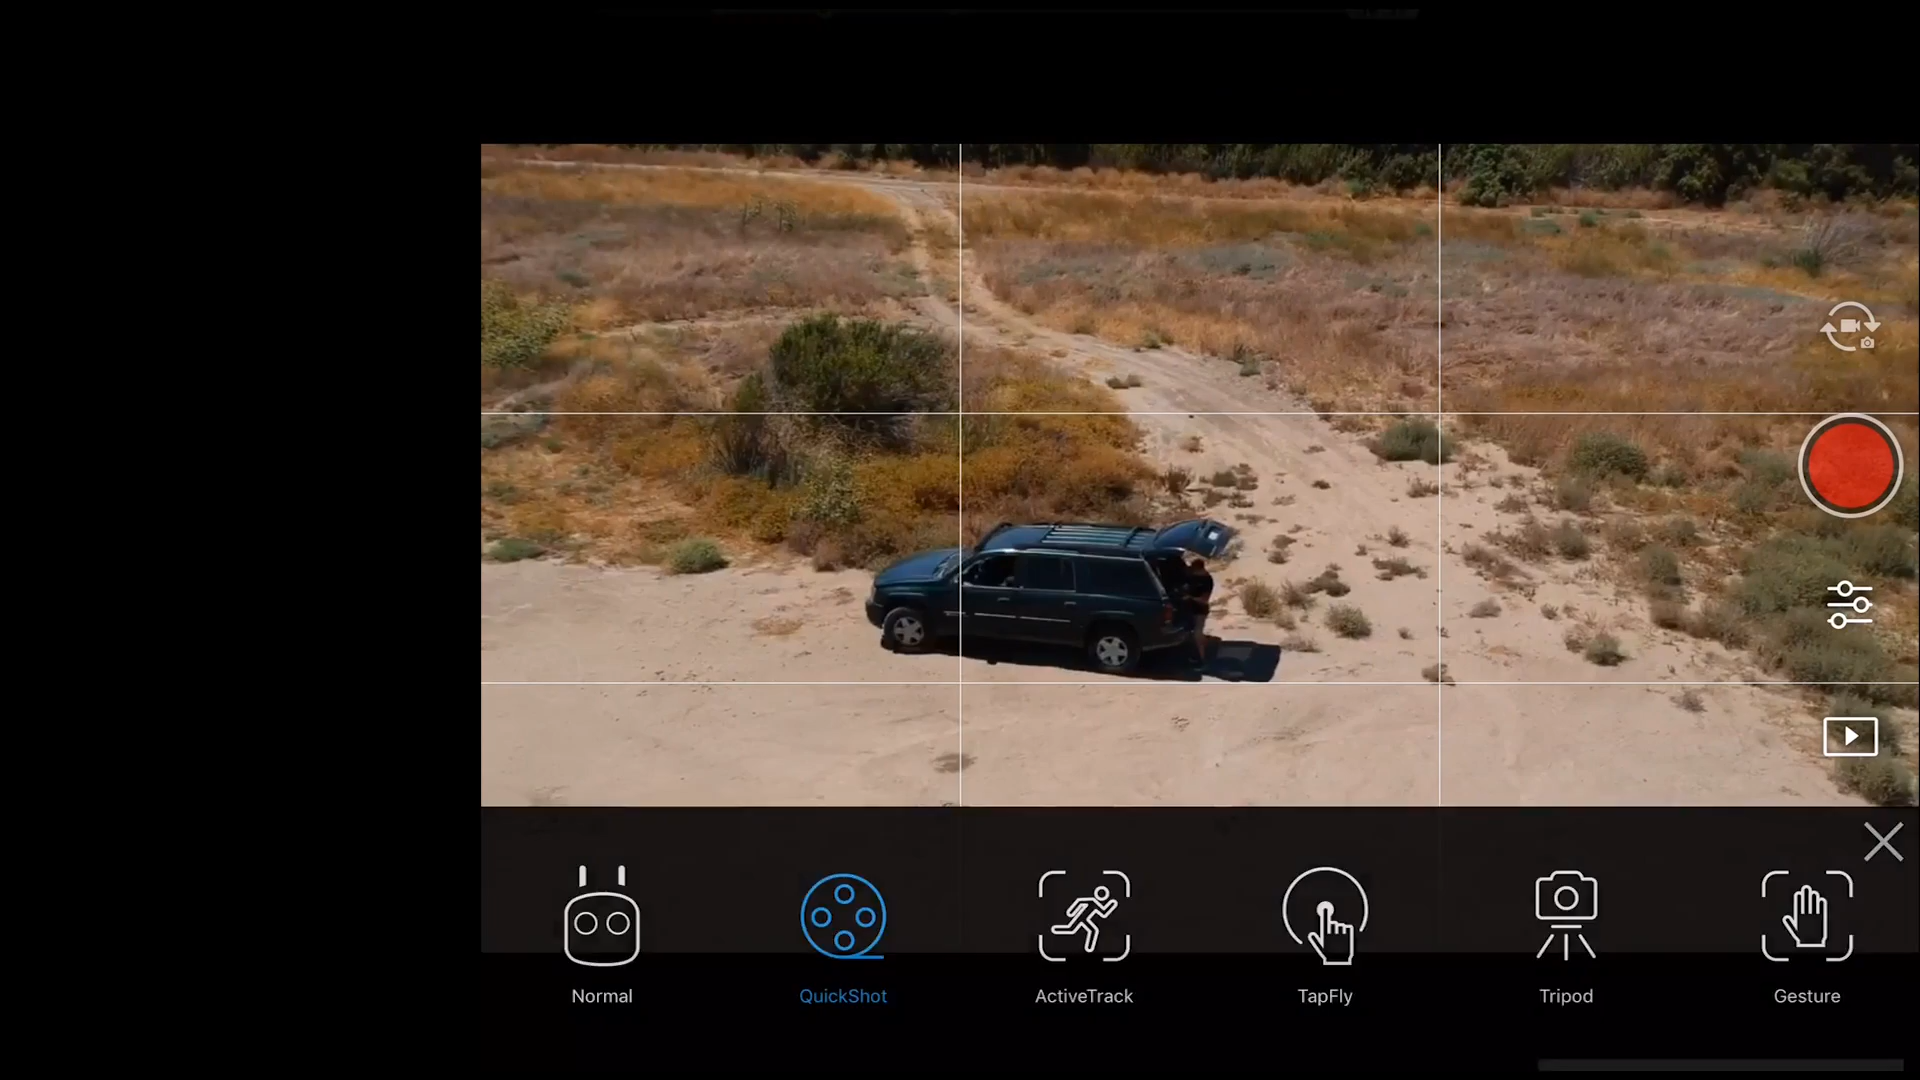 Normal
QuickShot
ActiveTrack
TapFly
Tripod
Gesture